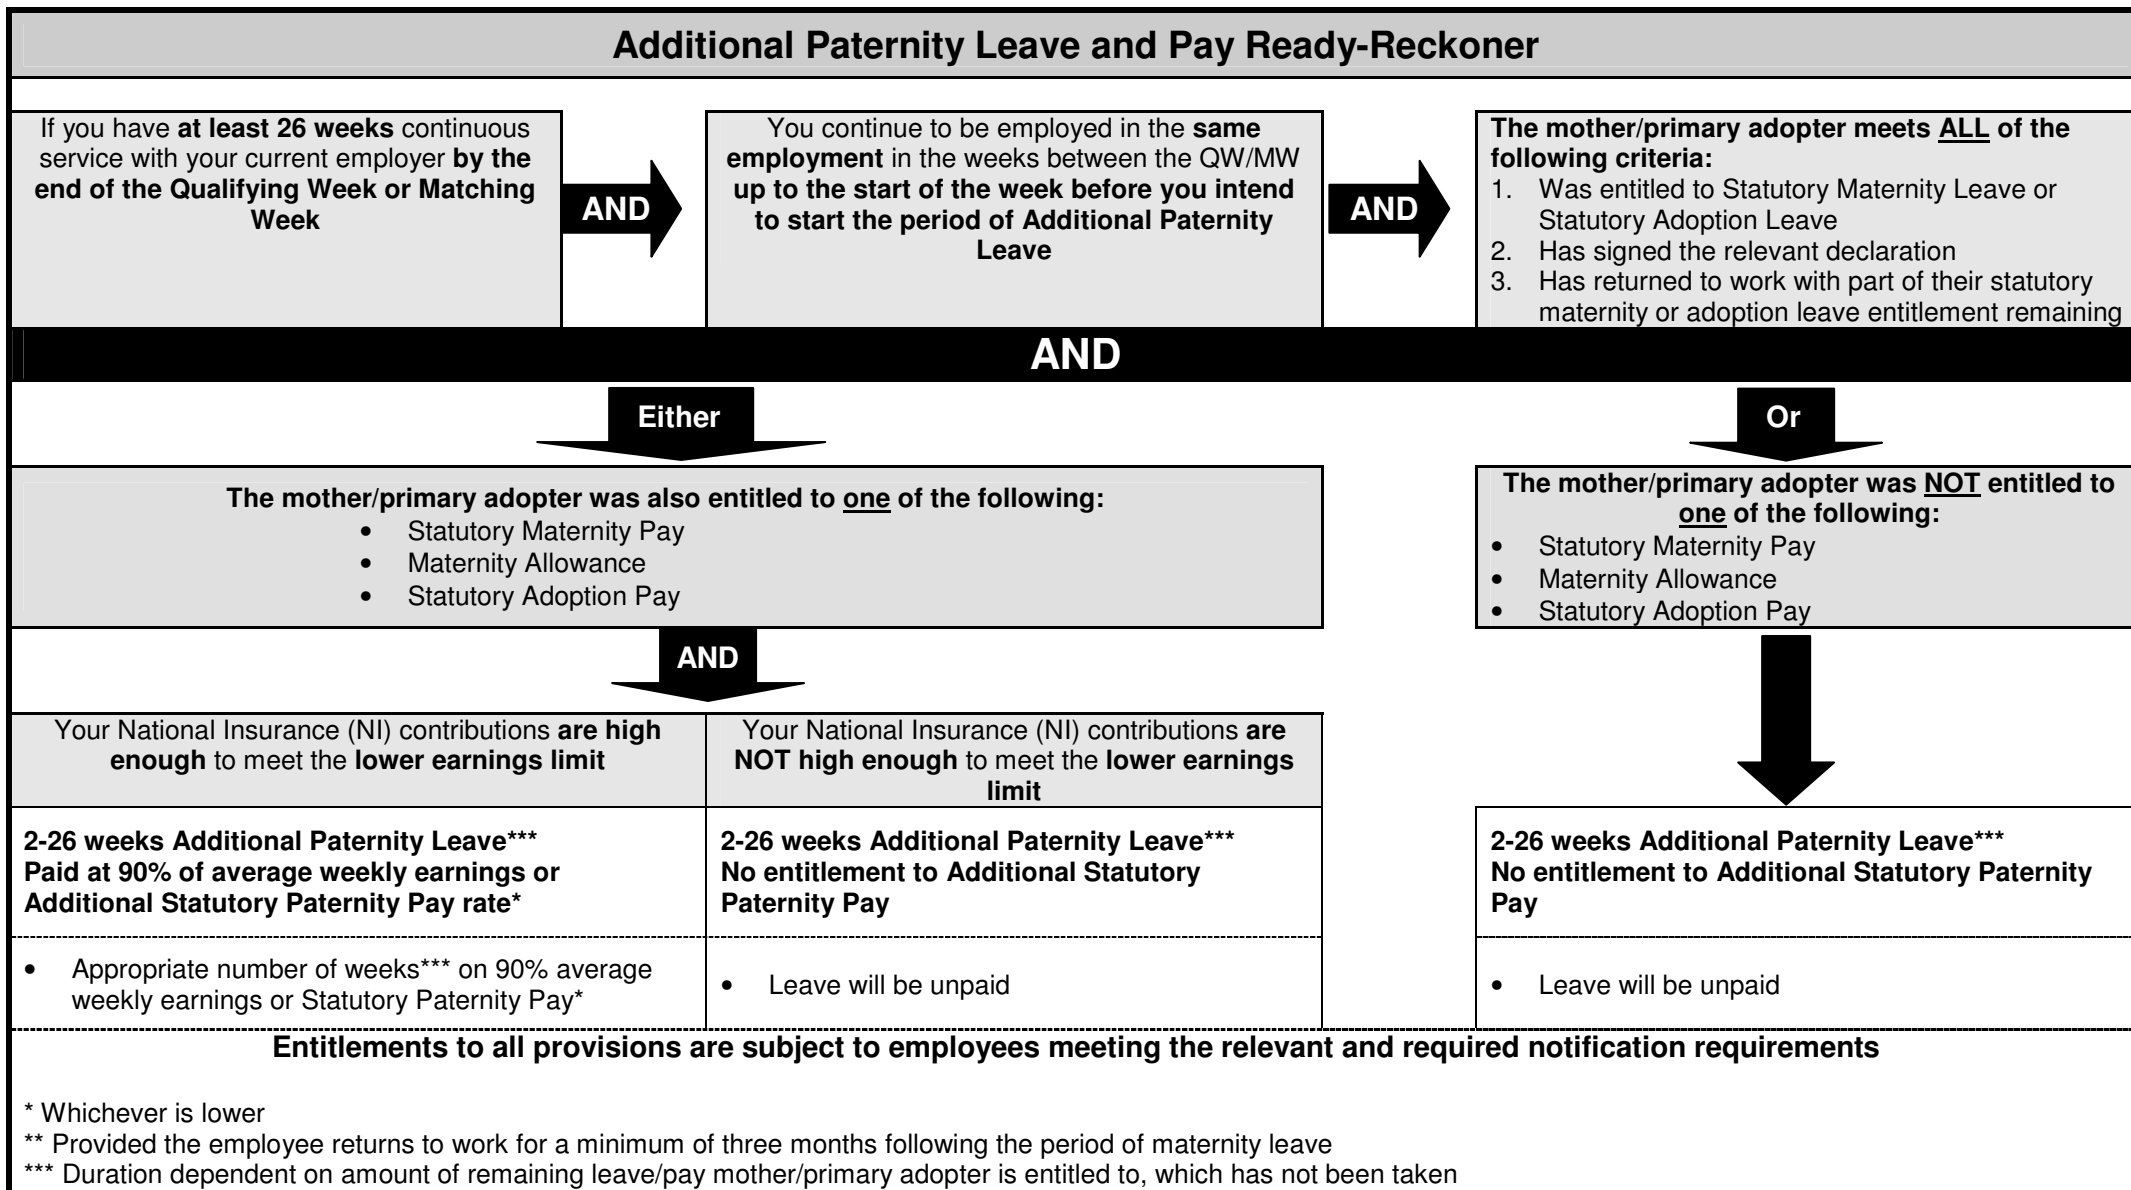 Additional Paternity Leave and Pay Ready-Reckoner
If you have at least 26 weeks continuous
service with your current employer by the
end of the Qualifying Week or Matching
Week
AND
You continue to be employed in the same
employment in the weeks between the QW/MW
up to the start of the week before you intend
to start the period of Additional Paternity
Leave
AND
The mother/primary adopter meets ALL of the
following criteria:
1. Was entitled to Statutory Maternity Leave or
Statutory Adoption Leave
2. Has signed the relevant declaration
3. Has returned to work with part of their statutory
maternity or adoption leave entitlement remaining
AND
Either
Or
The mother/primary adopter was also entitled to one of the following:
• Statutory Maternity Pay
• Maternity Allowance
• Statutory Adoption Pay
The mother/primary adopter was NOT entitled to
one of the following:
• Statutory Maternity Pay
• Maternity Allowance
• Statutory Adoption Pay
AND
Your National Insurance (NI) contributions are high
enough to meet the lower earnings limit
Your National Insurance (NI) contributions are
NOT high enough to meet the lower earnings
limit
2-26 weeks Additional Paternity Leave***
Paid at 90% of average weekly earnings or
Additional Statutory Paternity Pay rate*
2-26 weeks Additional Paternity Leave***
No entitlement to Additional Statutory
Paternity Pay
2-26 weeks Additional Paternity Leave***
No entitlement to Additional Statutory Paternity
Pay
• Appropriate number of weeks*** on 90% average
weekly earnings or Statutory Paternity Pay*
• Leave will be unpaid
• Leave will be unpaid
Entitlements to all provisions are subject to employees meeting the relevant and required notification requirements
* Whichever is lower
** Provided the employee returns to work for a minimum of three months following the period of maternity leave
*** Duration dependent on amount of remaining leave/pay mother/primary adopter is entitled to, which has not been taken